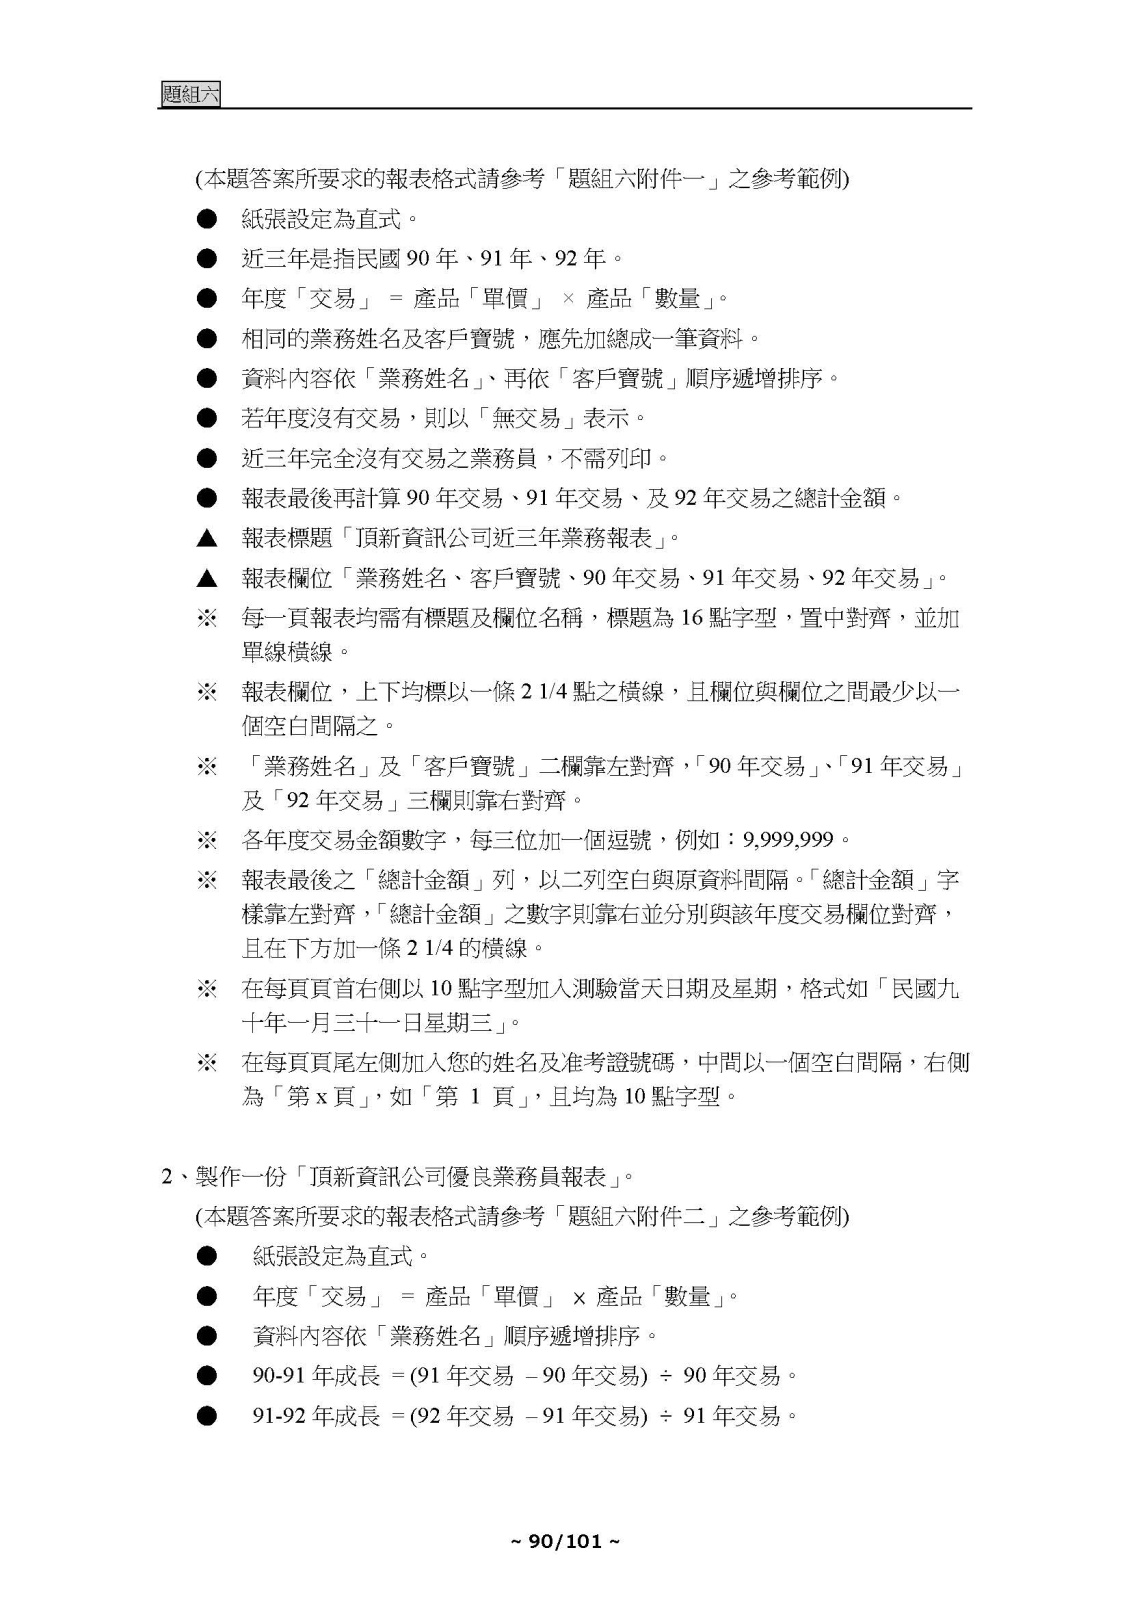 題組六
(本題答案所要求的報表格式請參考「題組六附件一」之參考範例)
● 紙張設定為直式。
● 近三年是指民國 90 年、91 年、92 年。
● 年度「交易」 = 產品「單價」 × 產品「數量」。
● 相同的業務姓名及客戶寶號，應先加總成一筆資料。
● 資料內容依「業務姓名」、再依「客戶寶號」順序遞增排序。
● 若年度沒有交易，則以「無交易」表示。
● 近三年完全沒有交易之業務員，不需列印。
● 報表最後再計算 90 年交易、91 年交易、及 92 年交易之總計金額。
▲ 報表標題「頂新資訊公司近三年業務報表」。
▲ 報表欄位「業務姓名、客戶寶號、90 年交易、91 年交易、92 年交易」。
※ 每一頁報表均需有標題及欄位名稱，標題為 16 點字型，置中對齊，並加
單線橫線。
※ 報表欄位，上下均標以一條 2 1/4 點之橫線，且欄位與欄位之間最少以一
個空白間隔之。
※ 「業務姓名」及「客戶寶號」二欄靠左對齊，「90 年交易」、「91 年交易」
及「92 年交易」三欄則靠右對齊。
※ 各年度交易金額數字，每三位加一個逗號，例如：9,999,999。
※ 報表最後之「總計金額」列，以二列空白與原資料間隔。「總計金額」字
樣靠左對齊，「總計金額」之數字則靠右並分別與該年度交易欄位對齊，
且在下方加一條 2 1/4 的橫線。
※ 在每頁頁首右側以 10 點字型加入測驗當天日期及星期，格式如「民國九
十年一月三十一日星期三」。
※ 在每頁頁尾左側加入您的姓名及准考證號碼，中間以一個空白間隔，右側
為「第 x 頁」，如「第 1 頁」，且均為 10 點字型。
2、製作一份「頂新資訊公司優良業務員報表」。
(本題答案所要求的報表格式請參考「題組六附件二」之參考範例)
● 紙張設定為直式。
● 年度「交易」 = 產品「單價」 × 產品「數量」。
● 資料內容依「業務姓名」順序遞增排序。
● 90-91 年成長 = (91 年交易 – 90 年交易) ÷ 90 年交易。
● 91-92 年成長 = (92 年交易 – 91 年交易) ÷ 91 年交易。
~ 90/101 ~